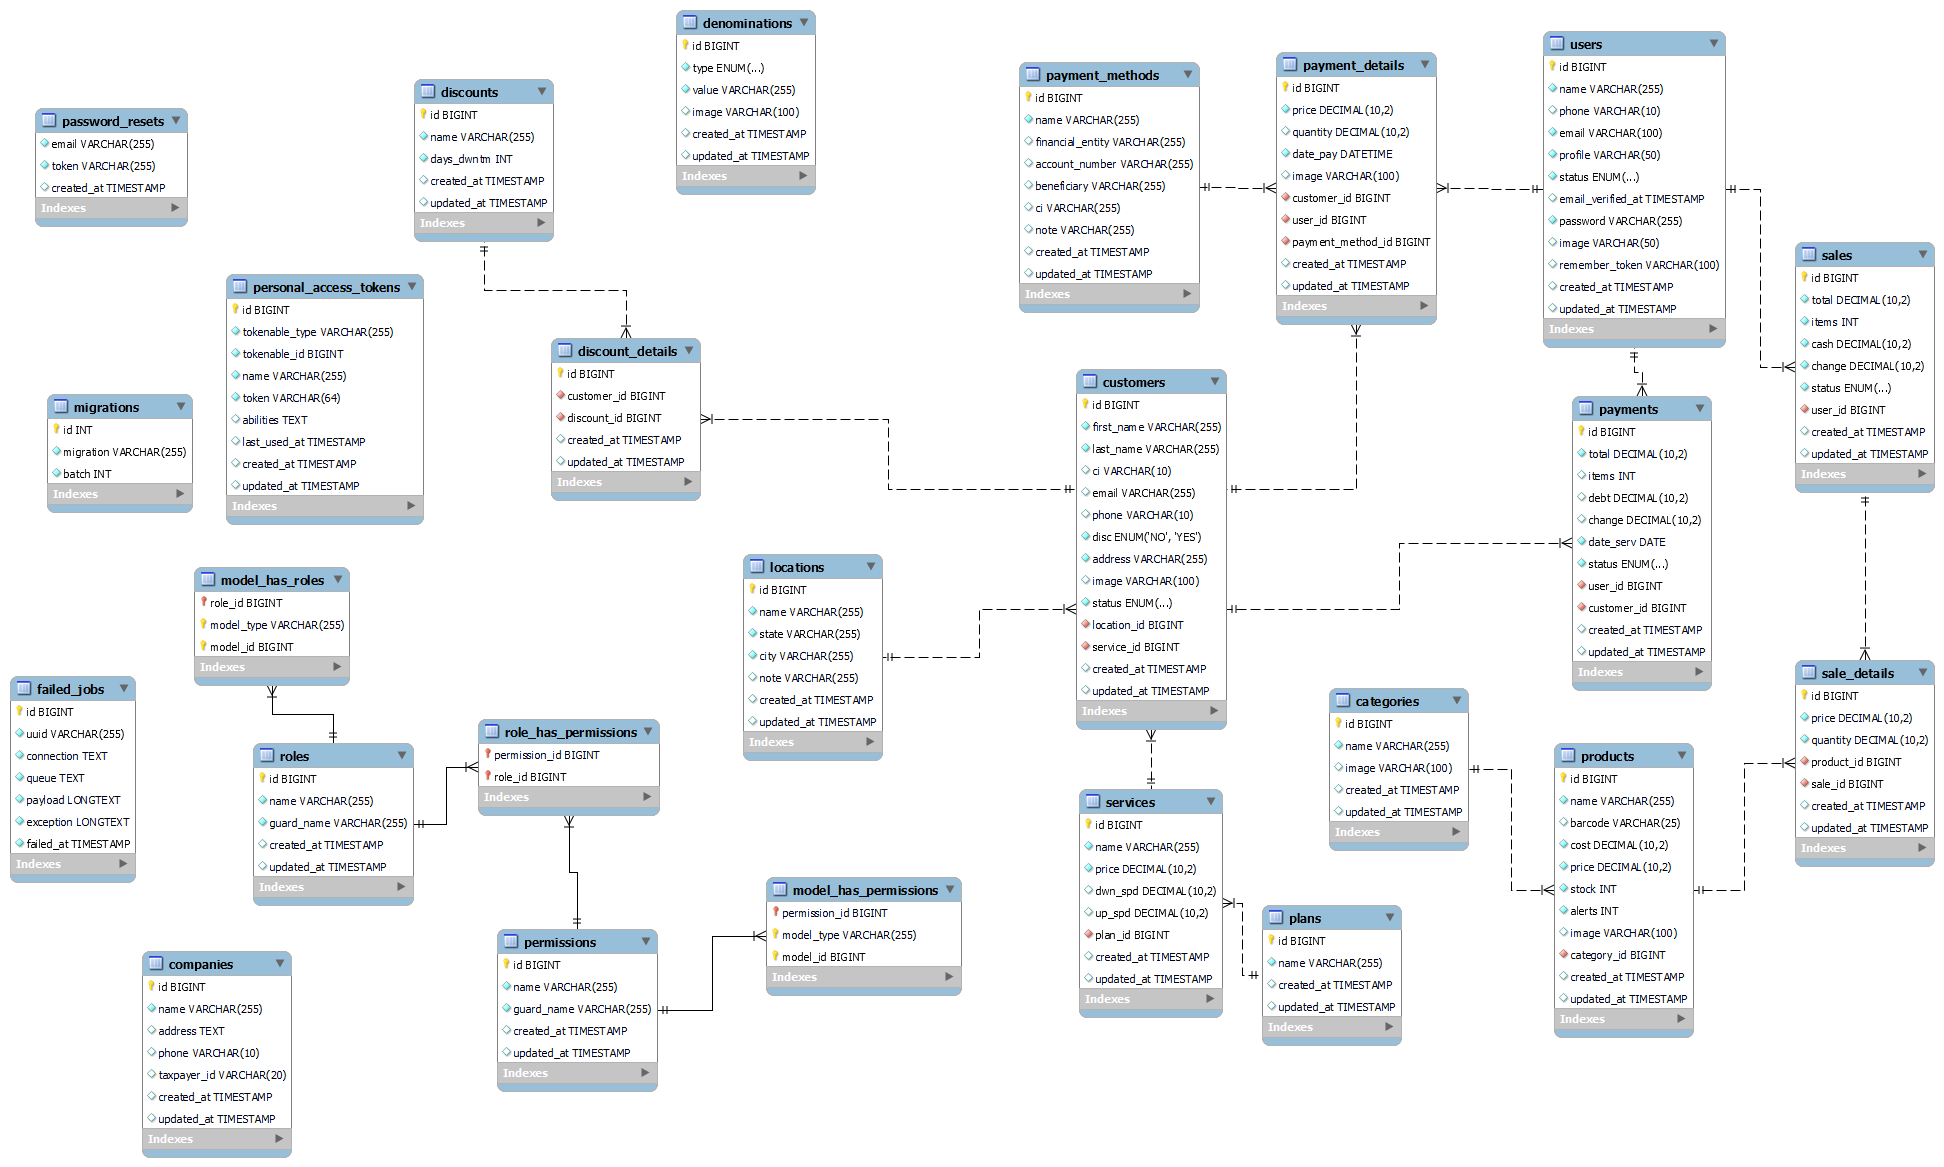 denominations
id BIGINT
type ENUM(...)
value VARCHAR(255)
image VARCHAR(100)
created_at TIMESTAMP
updated_at TIMESTAMP
Indexes
users
id BIGINT
name VARCHAR(255)
phone VARCHAR(10)
email VARCHAR(100)
profile VARCHAR(50)
status ENUM(...)
email_verified_at TIMESTAMP
password VARCHAR(255)
image VARCHAR(50)
remember_token VARCHAR(100)
created_at TIMESTAMP
updated_at TIMESTAMP
Indexes
payment_details
id BIGINT
price DECIMAL(10,2)
quantity DECIMAL(10,2)
date_pay DATETIME
image VARCHAR(100)
customer_id BIGINT
user_id BIGINT
payment_method_id BIGINT
created_at TIMESTAMP
updated_at TIMESTAMP
Indexes
payment_methods
id BIGINT
name VARCHAR(255)
financial_entity VARCHAR(255)
account_number VARCHAR(255)
beneficiary VARCHAR(255)
ci VARCHAR(255)
note VARCHAR(255)
created_at TIMESTAMP
updated_at TIMESTAMP
Indexes
discounts
id BIGINT
name VARCHAR(255)
days_dwntm INT
created_at TIMESTAMP
updated_at TIMESTAMP
Indexes
password_resets
email VARCHAR(255)
token VARCHAR(255)
created_at TIMESTAMP
Indexes
sales
id BIGINT
total DECIMAL(10,2)
items INT
cash DECIMAL(10,2)
change DECIMAL(10,2)
status ENUM(...)
user_id BIGINT
created_at TIMESTAMP
updated_at TIMESTAMP
Indexes
personal_access_tokens
id BIGINT
tokenable_type VARCHAR(255)
tokenable_id BIGINT
name VARCHAR(255)
token VARCHAR(64)
abilities TEXT
last_used_at TIMESTAMP
created_at TIMESTAMP
updated_at TIMESTAMP
Indexes
discount_details
id BIGINT
customer_id BIGINT
discount_id BIGINT
created_at TIMESTAMP
updated_at TIMESTAMP
Indexes
customers
id BIGINT
first_name VARCHAR(255)
last_name VARCHAR(255)
ci VARCHAR(10)
email VARCHAR(255)
phone VARCHAR(10)
disc ENUM('NO', 'YES')
address VARCHAR(255)
image VARCHAR(100)
status ENUM(...)
location_id BIGINT
service_id BIGINT
created_at TIMESTAMP
updated_at TIMESTAMP
Indexes
migrations
id INT
migration VARCHAR(255)
batch INT
Indexes
payments
id BIGINT
total DECIMAL(10,2)
items INT
debt DECIMAL(10,2)
change DECIMAL(10,2)
date_serv DATE
status ENUM(...)
user_id BIGINT
customer_id BIGINT
created_at TIMESTAMP
updated_at TIMESTAMP
Indexes
locations
id BIGINT
name VARCHAR(255)
state VARCHAR(255)
city VARCHAR(255)
note VARCHAR(255)
created_at TIMESTAMP
updated_at TIMESTAMP
Indexes
model_has_roles
role_id BIGINT
model_type VARCHAR(255)
model_id BIGINT
Indexes
sale_details
id BIGINT
price DECIMAL(10,2)
quantity DECIMAL(10,2)
product_id BIGINT
sale_id BIGINT
created_at TIMESTAMP
updated_at TIMESTAMP
Indexes
failed_jobs
id BIGINT
uuid VARCHAR(255)
connection TEXT
queue TEXT
payload LONGTEXT
exception LONGTEXT
failed_at TIMESTAMP
Indexes
categories
id BIGINT
name VARCHAR(255)
image VARCHAR(100)
created_at TIMESTAMP
updated_at TIMESTAMP
Indexes
role_has_permissions
permission_id BIGINT
role_id BIGINT
Indexes
roles
id BIGINT
name VARCHAR(255)
guard_name VARCHAR(255)
created_at TIMESTAMP
updated_at TIMESTAMP
Indexes
products
id BIGINT
name VARCHAR(255)
barcode VARCHAR(25)
cost DECIMAL(10,2)
price DECIMAL(10,2)
stock INT
alerts INT
image VARCHAR(100)
category_id BIGINT
created_at TIMESTAMP
updated_at TIMESTAMP
Indexes
services
id BIGINT
name VARCHAR(255)
price DECIMAL(10,2)
dwn_spd DECIMAL(10,2)
up_spd DECIMAL(10,2)
plan_id BIGINT
created_at TIMESTAMP
updated_at TIMESTAMP
Indexes
model_has_permissions
permission_id BIGINT
model_type VARCHAR(255)
model_id BIGINT
Indexes
plans
id BIGINT
name VARCHAR(255)
created_at TIMESTAMP
updated_at TIMESTAMP
Indexes
permissions
id BIGINT
name VARCHAR(255)
guard_name VARCHAR(255)
created_at TIMESTAMP
updated_at TIMESTAMP
Indexes
companies
id BIGINT
name VARCHAR(255)
address TEXT
phone VARCHAR(10)
taxpayer_id VARCHAR(20)
created_at TIMESTAMP
updated_at TIMESTAMP
Indexes